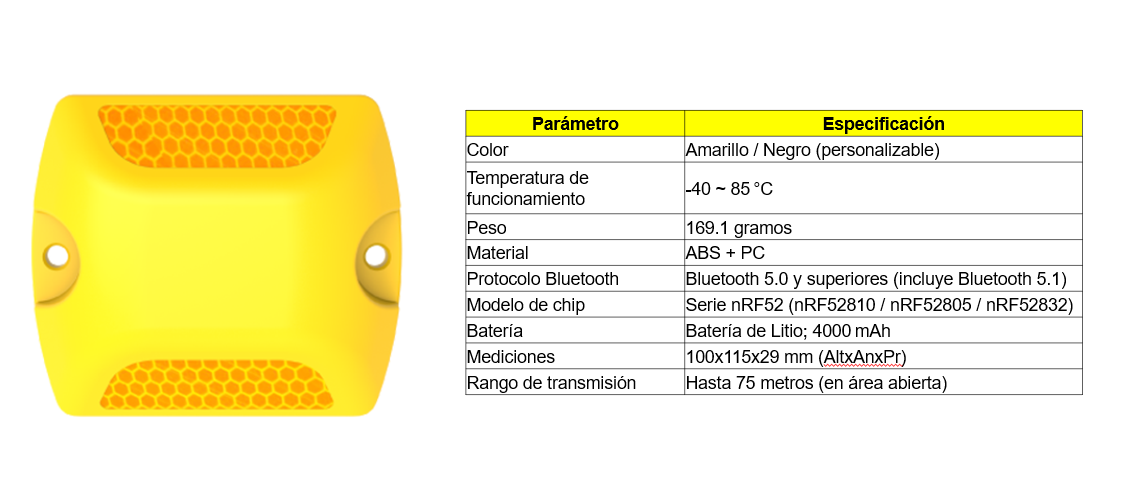 Parámetro Especificación
Color Amarillo / Negro (personalizable)
Temperatura de
funcionamiento -40 ~ 85 °C
Peso 169.1 gramos
Material ABS + PC
Protocolo Bluetooth Bluetooth 5.0 y superiores (incluye Bluetooth 5.1)
Modelo de chip Serie nRF52 (nRF52810 / nRF52805 / nRF52832)
Batería Batería de Litio; 4000 mAh
Mediciones 100x115x29 mm (AltxAnxPr)
Rango de transmisión Hasta 75 metros (en área abierta)